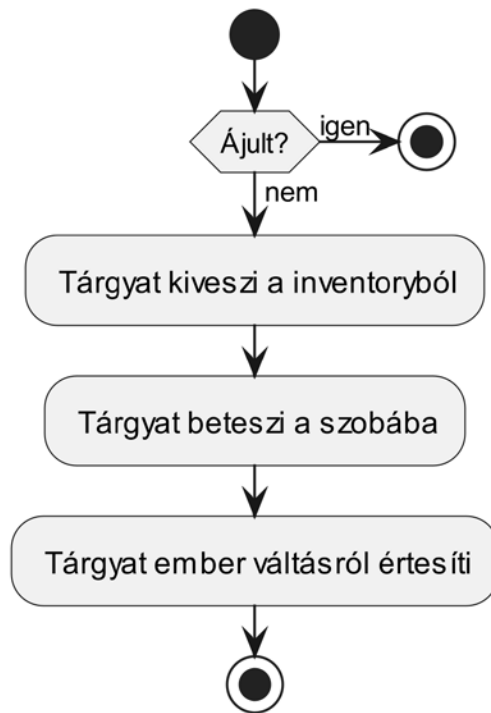 Ájult?
igen
nem
Tárgyat kiveszi a inventoryból
Tárgyat beteszi a szobába
Tárgyat ember váltásról értesíti